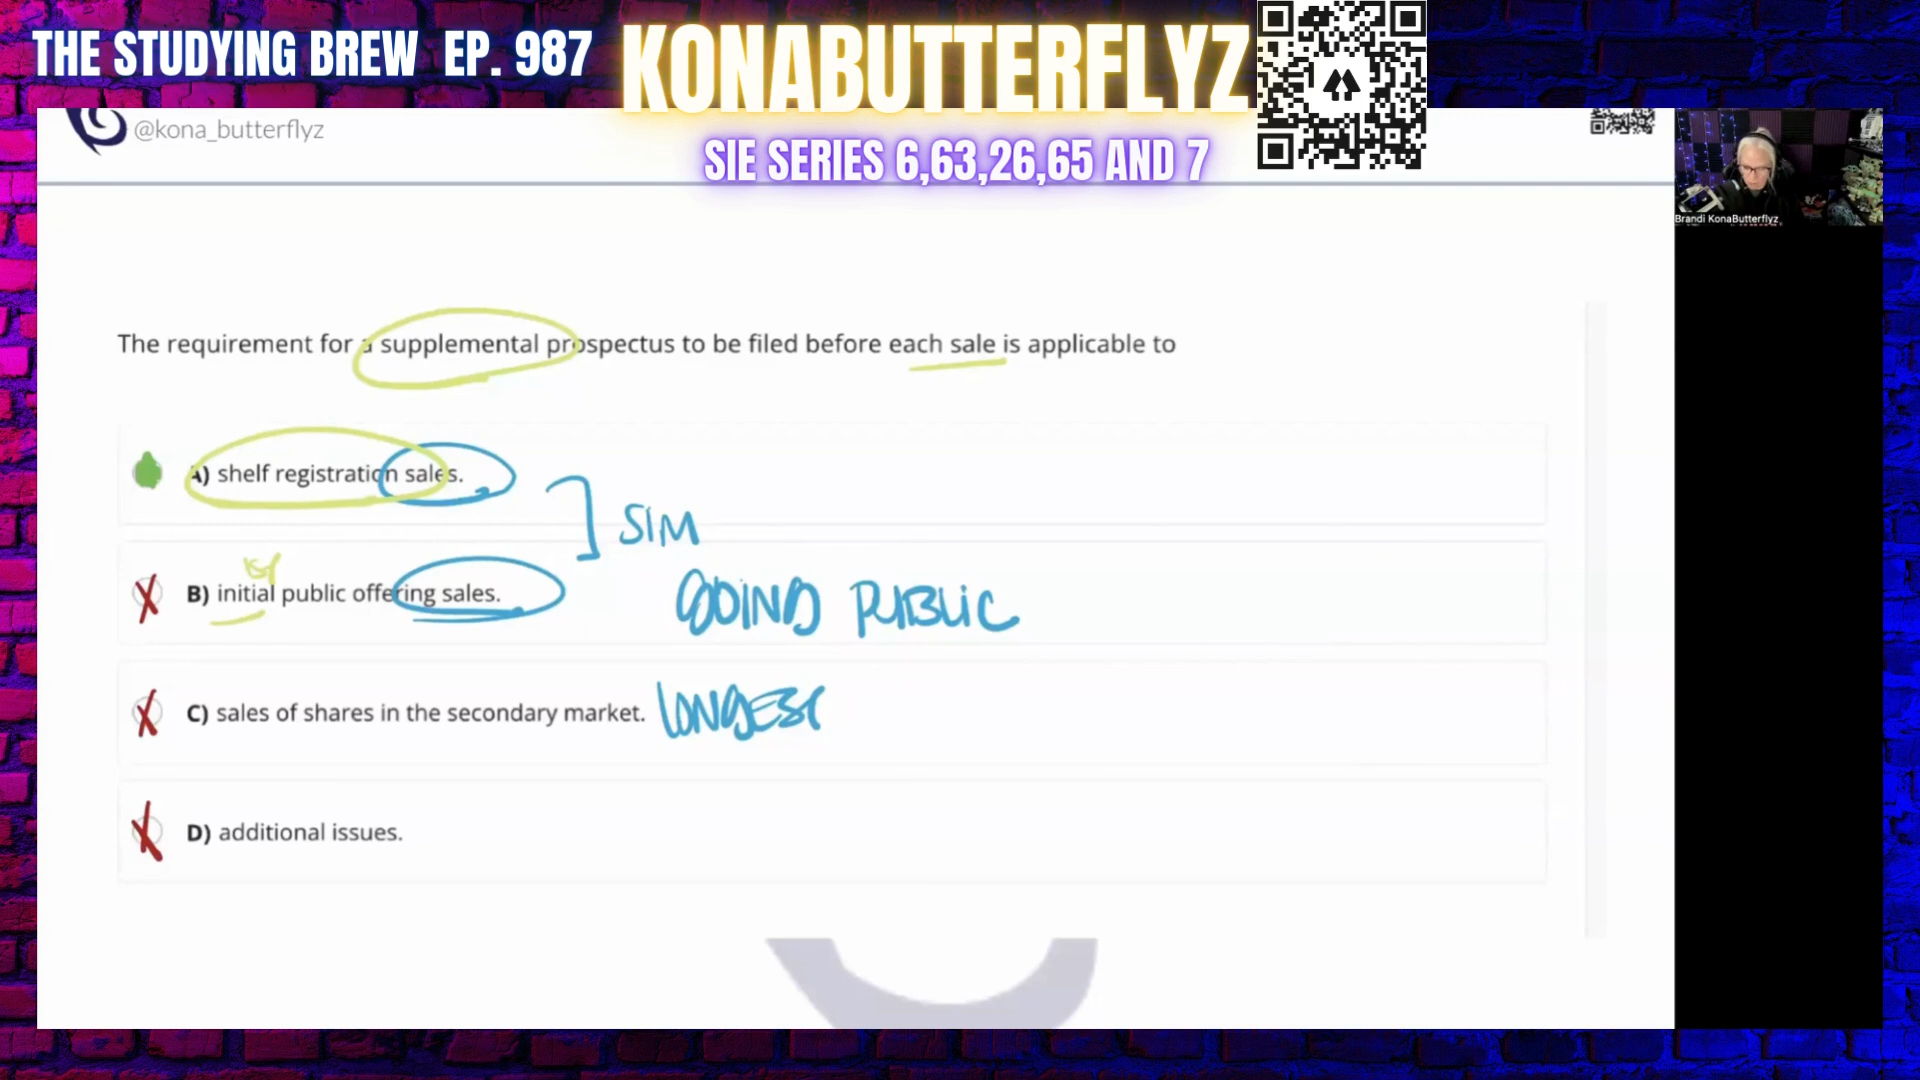 THE STUDYING BREW EP. 987
KONABUTTERFLYZ
@kona_butterflyz
SIE SERIES 6,63,26,65 AND 7
Brandi KonaButterflyz
The requirement for a supplemental prospectus to be filed before each sale is applicable to
A) shelf registration sales.
SIM
B) initial public offering sales.
GOING PUBLIC
C) sales of shares in the secondary market. LONGEST
D) additional issues.